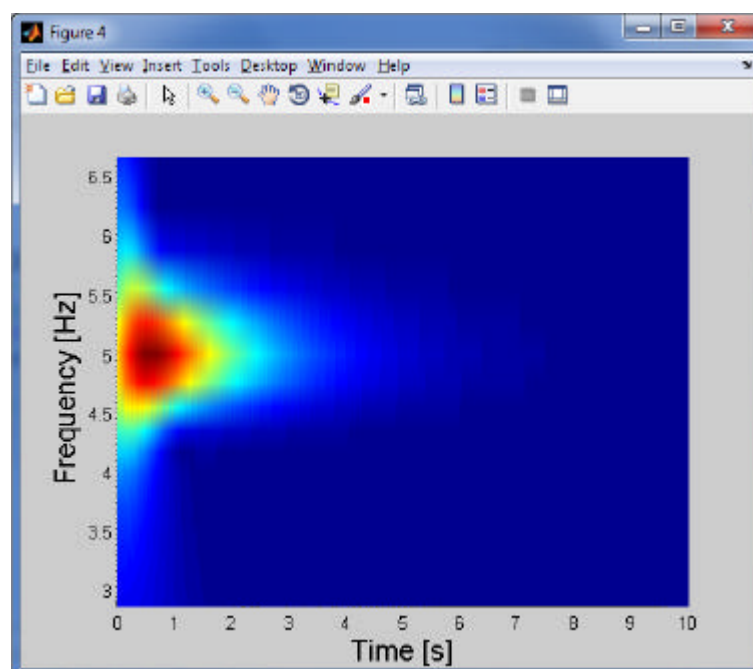 Figure 4
File Edit View Insert Tools Desktop Window Help
6.5
6
5.5
5
4.5
4
3.5
3
Frequency [Hz]
0 1 2 3 4 5 6 7 8 9 10
Time [s]